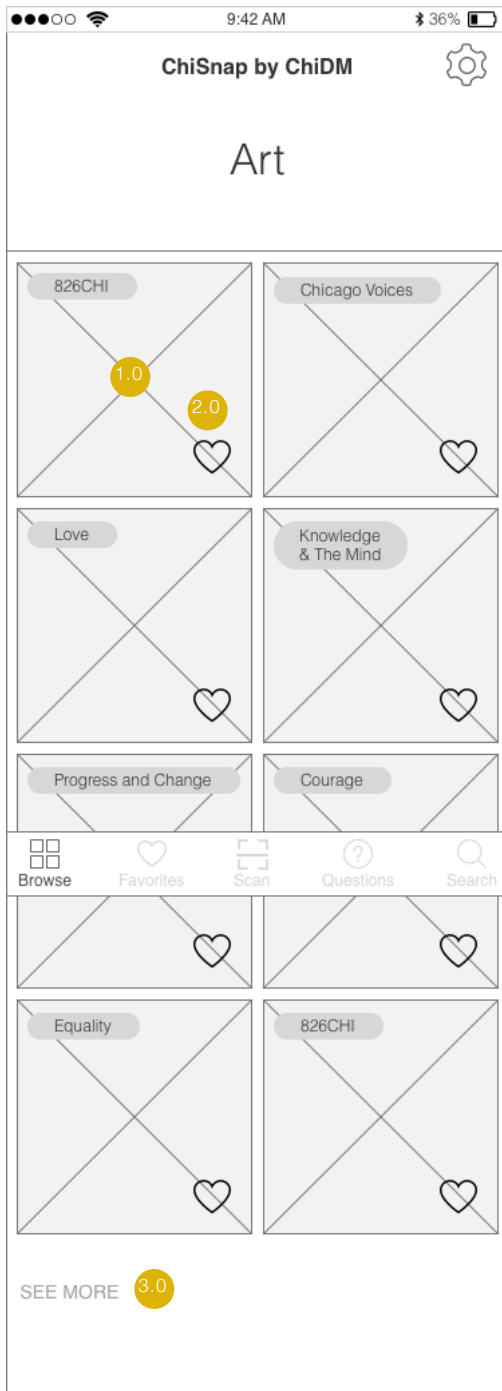 9:42 AM
36%
ChiSnap by ChiDM
Art
826CHI
Chicago Voices
1.0
2.0
Love
Knowledge
& The Mind
Progress and Change
Courage
Browse
Favorites
Scan
Questions
Search
Equality
826CHI
SEE MORE
3.0